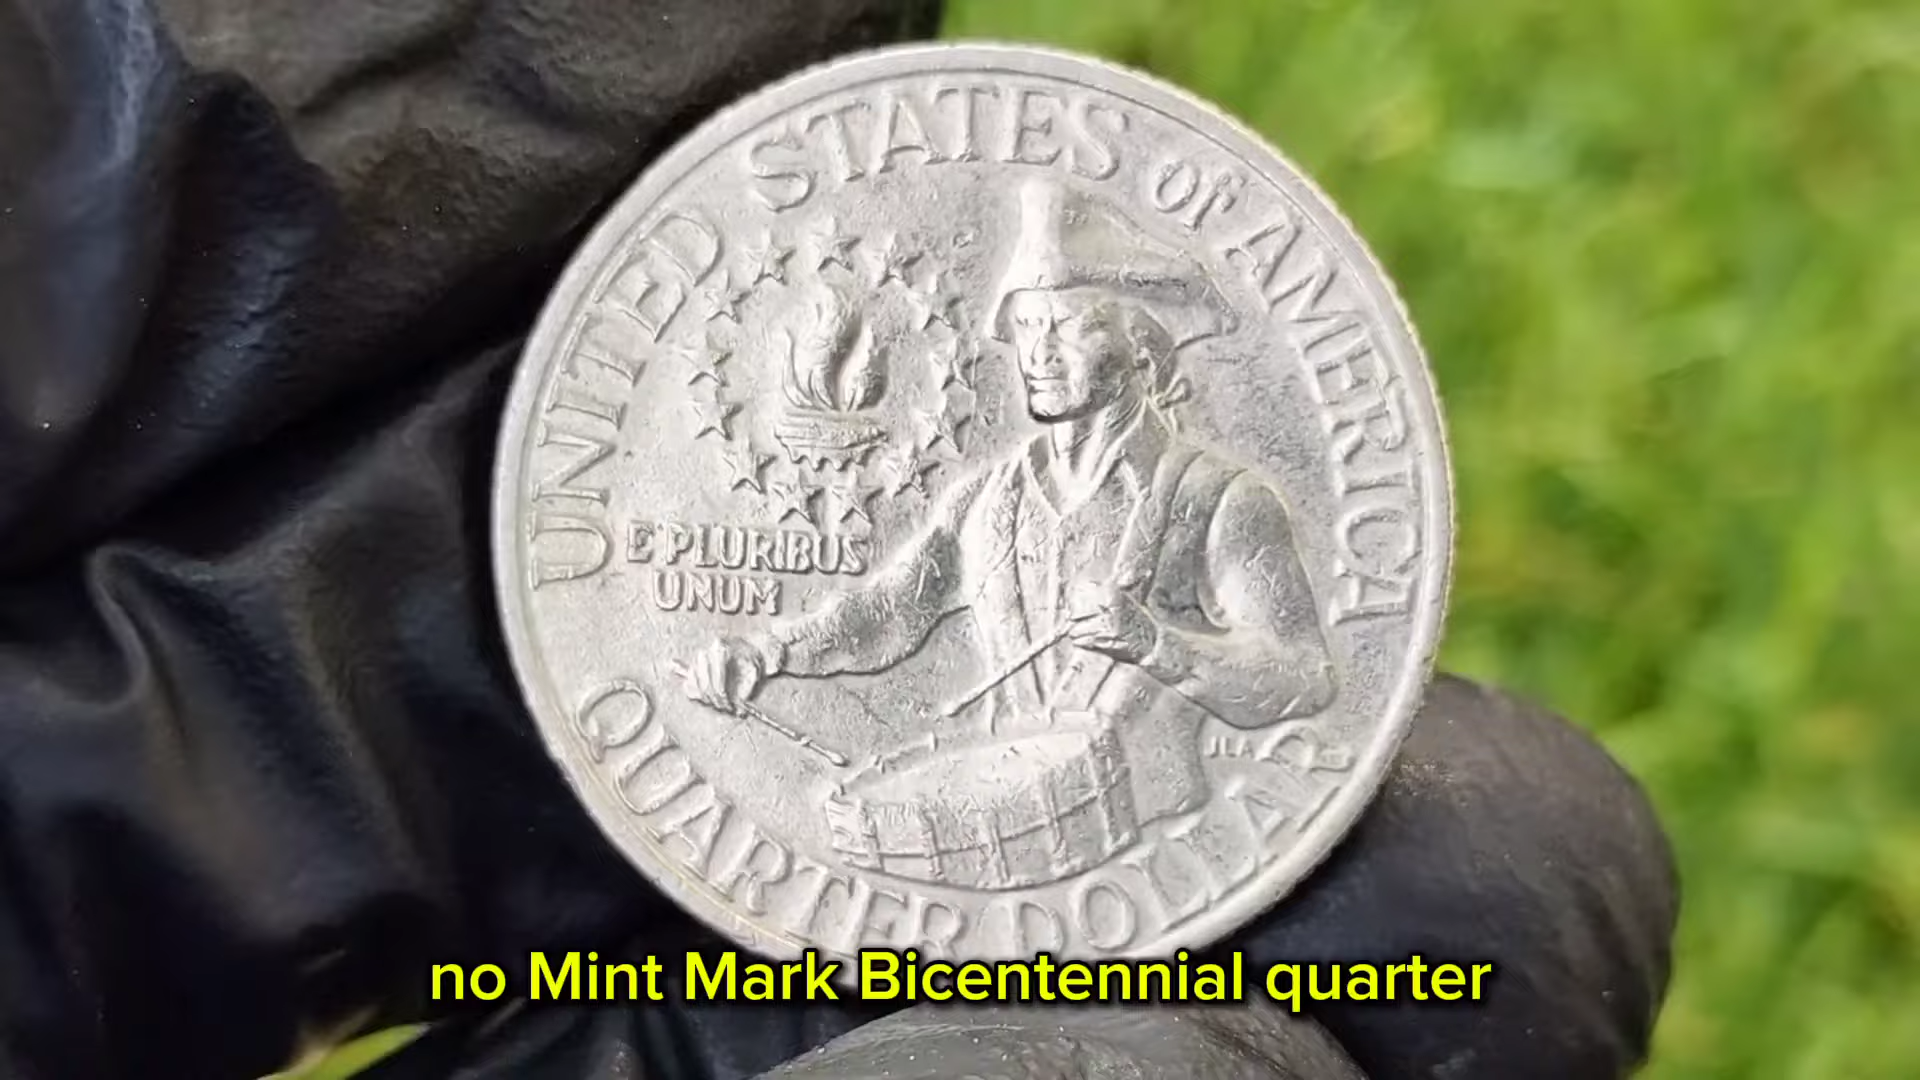 UNITED STATES of AMERICA
E PLURIBUS
UNUM
JLA
QUARTER DOLLAR
no Mint Mark Bicentennial quarter